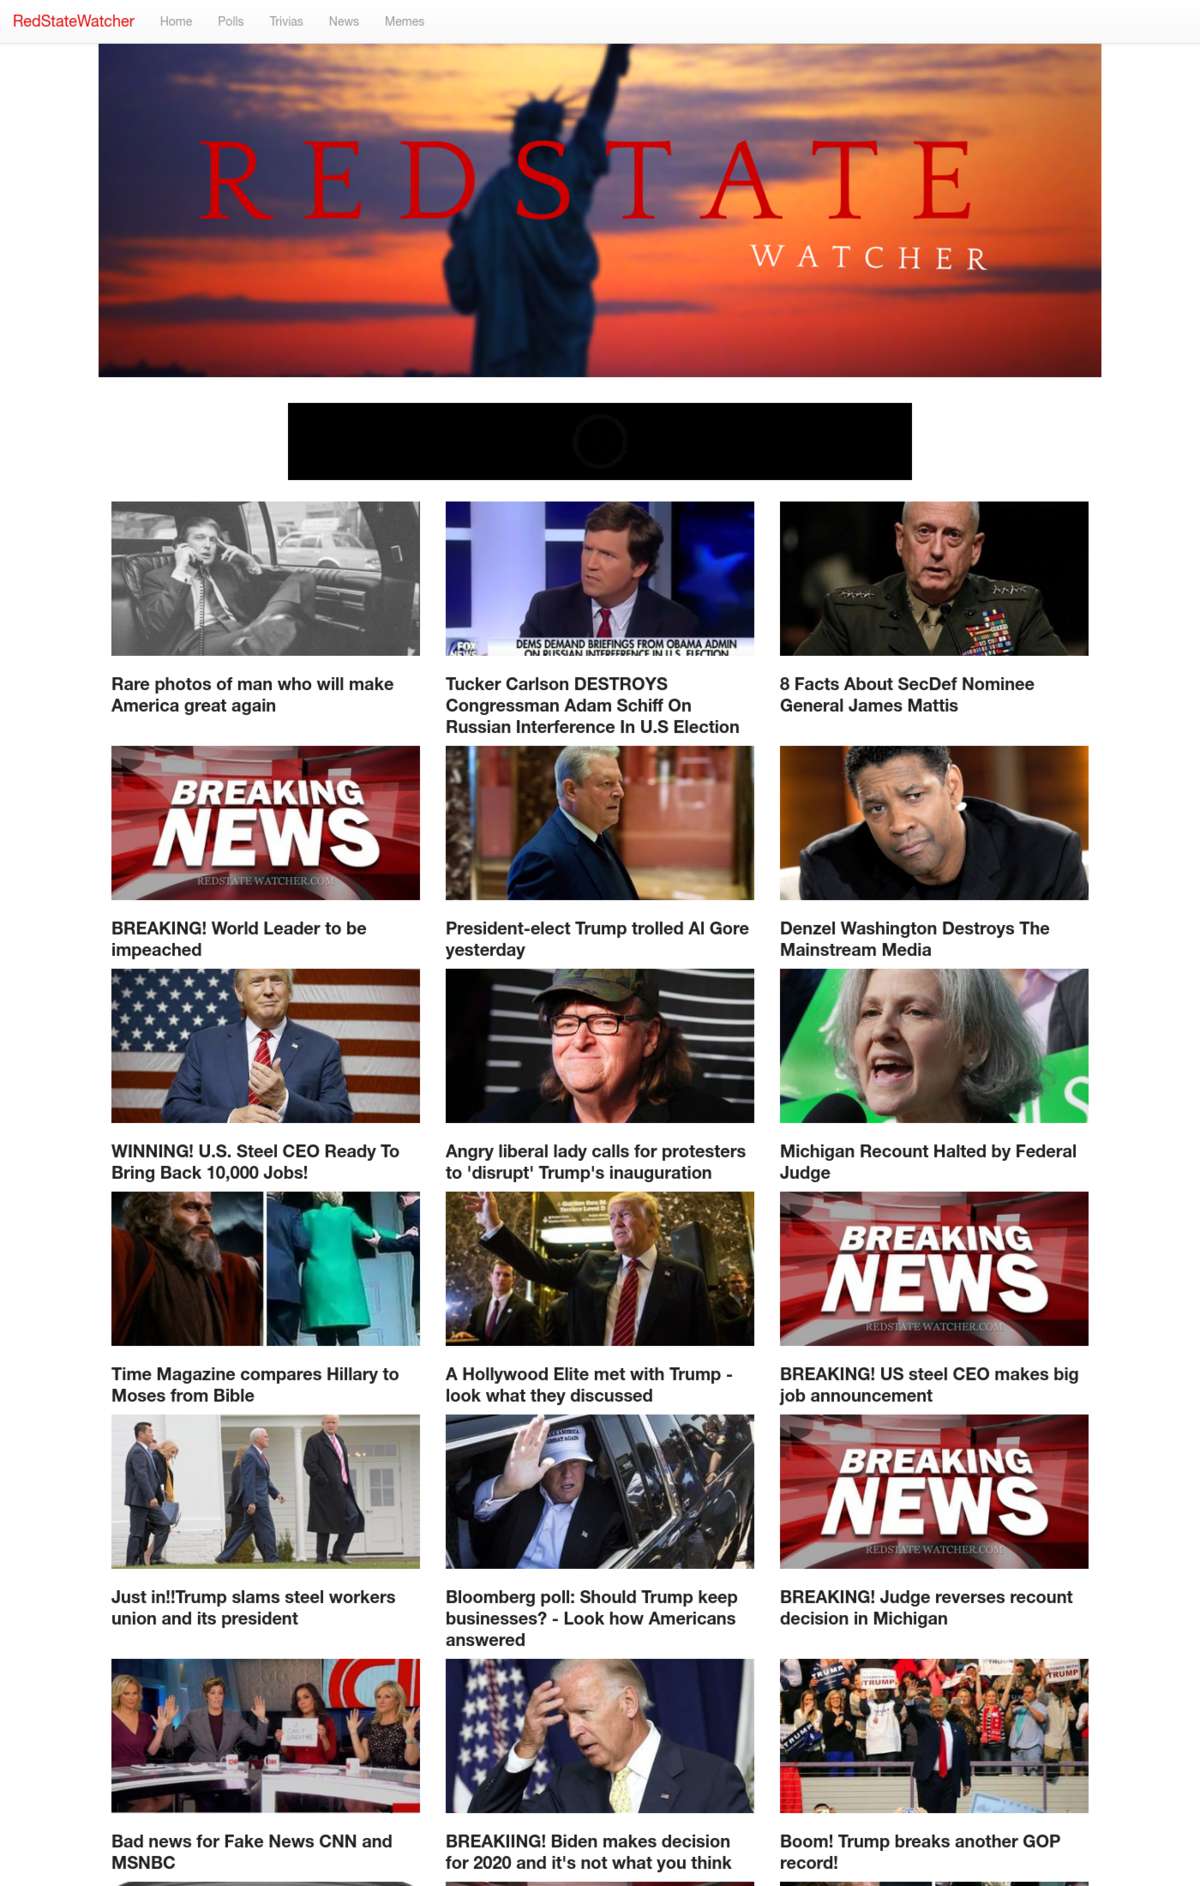 RedStateWatcher Home Polls Trivias News Memes
REDSTATE
WATCHER
DEMS DEMAND BRIEFINGS FROM OBAMA ADMIN
ON RUSSIAN INTERFERENCE IN U.S. ELECTION
FOX
NEWS
Rare photos of man who will make
America great again
Tucker Carlson DESTROYS
Congressman Adam Schiff On
Russian Interference In U.S Election
8 Facts About SecDef Nominee
General James Mattis
BREAKING
NEWS
REDSTATE WATCHER.COM
BREAKING! World Leader to be
impeached
President-elect Trump trolled Al Gore
yesterday
Denzel Washington Destroys The
Mainstream Media
WINNING! U.S. Steel CEO Ready To
Bring Back 10,000 Jobs!
Angry liberal lady calls for protesters
to 'disrupt' Trump's inauguration
Michigan Recount Halted by Federal
Judge
BREAKING
NEWS
REDSTATE WATCHER.COM
Time Magazine compares Hillary to
Moses from Bible
A Hollywood Elite met with Trump -
look what they discussed
BREAKING! US steel CEO makes big
job announcement
BREAKING
NEWS
REDSTATE WATCHER.COM
Just in!!Trump slams steel workers
union and its president
Bloomberg poll: Should Trump keep
businesses? - Look how Americans
answered
BREAKING! Judge reverses recount
decision in Michigan
TRUMP
TRUMP
TRUMP
TRUMP
Bad news for Fake News CNN and
MSNBC
BREAKIING! Biden makes decision
for 2020 and it's not what you think
Boom! Trump breaks another GOP
record!